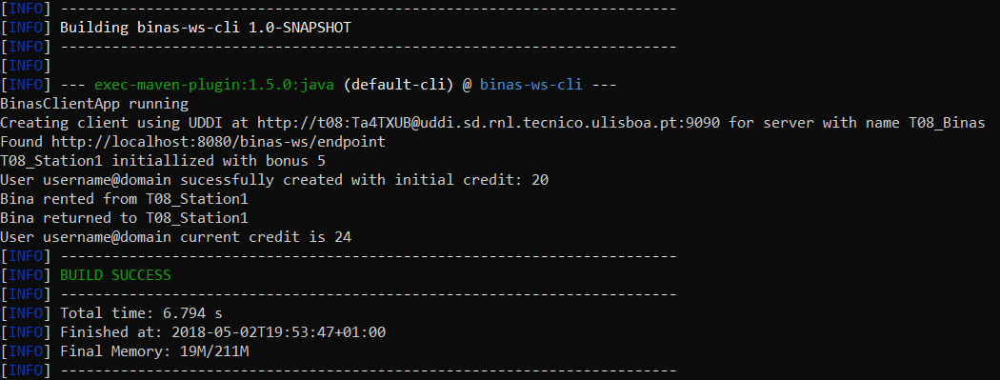 [INFO] ------------------------------------------------------------------------
[INFO] Building binas-ws-cli 1.0-SNAPSHOT
[INFO] ------------------------------------------------------------------------
[INFO]
[INFO] --- exec-maven-plugin:1.5.0:java (default-cli) @ binas-ws-cli ---
BinasClientApp running
Creating client using UDDI at http://t08:Ta4TXUB@uddi.sd.rnl.tecnico.ulisboa.pt:9090 for server with name T08_Binas
Found http://localhost:8080/binas-ws/endpoint
T08_Station1 initiallized with bonus 5
User username@domain sucessfully created with initial credit: 20
Bina rented from T08_Station1
Bina returned to T08_Station1
User username@domain current credit is 24
[INFO] ------------------------------------------------------------------------
[INFO] BUILD SUCCESS
[INFO] ------------------------------------------------------------------------
[INFO] Total time: 6.794 s
[INFO] Finished at: 2018-05-02T19:53:47+01:00
[INFO] Final Memory: 19M/211M
[INFO] ------------------------------------------------------------------------